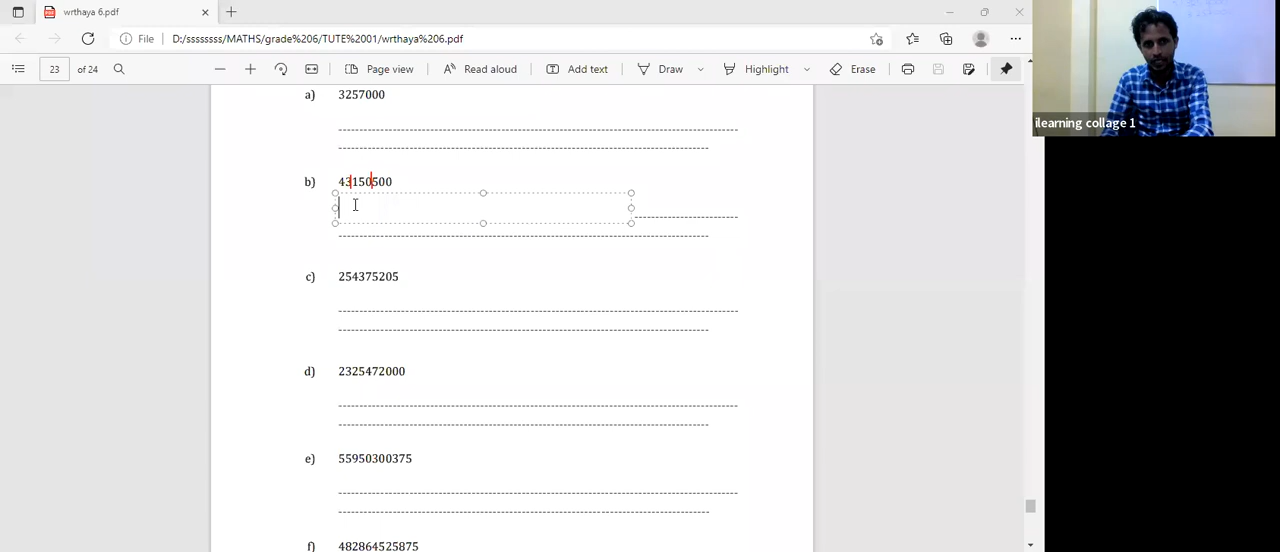 wrthaya 6.pdf
File D:/ssssssss/MATHS/grade%206/TUTE%2001/wrthaya%206.pdf
23 of 24 Page view Read aloud Add text Draw Highlight Erase
a) 3257000
b) 43150500
c) 254375205
d) 2325472000
e) 55950300375
f) 482864525875
ilearning collage 1